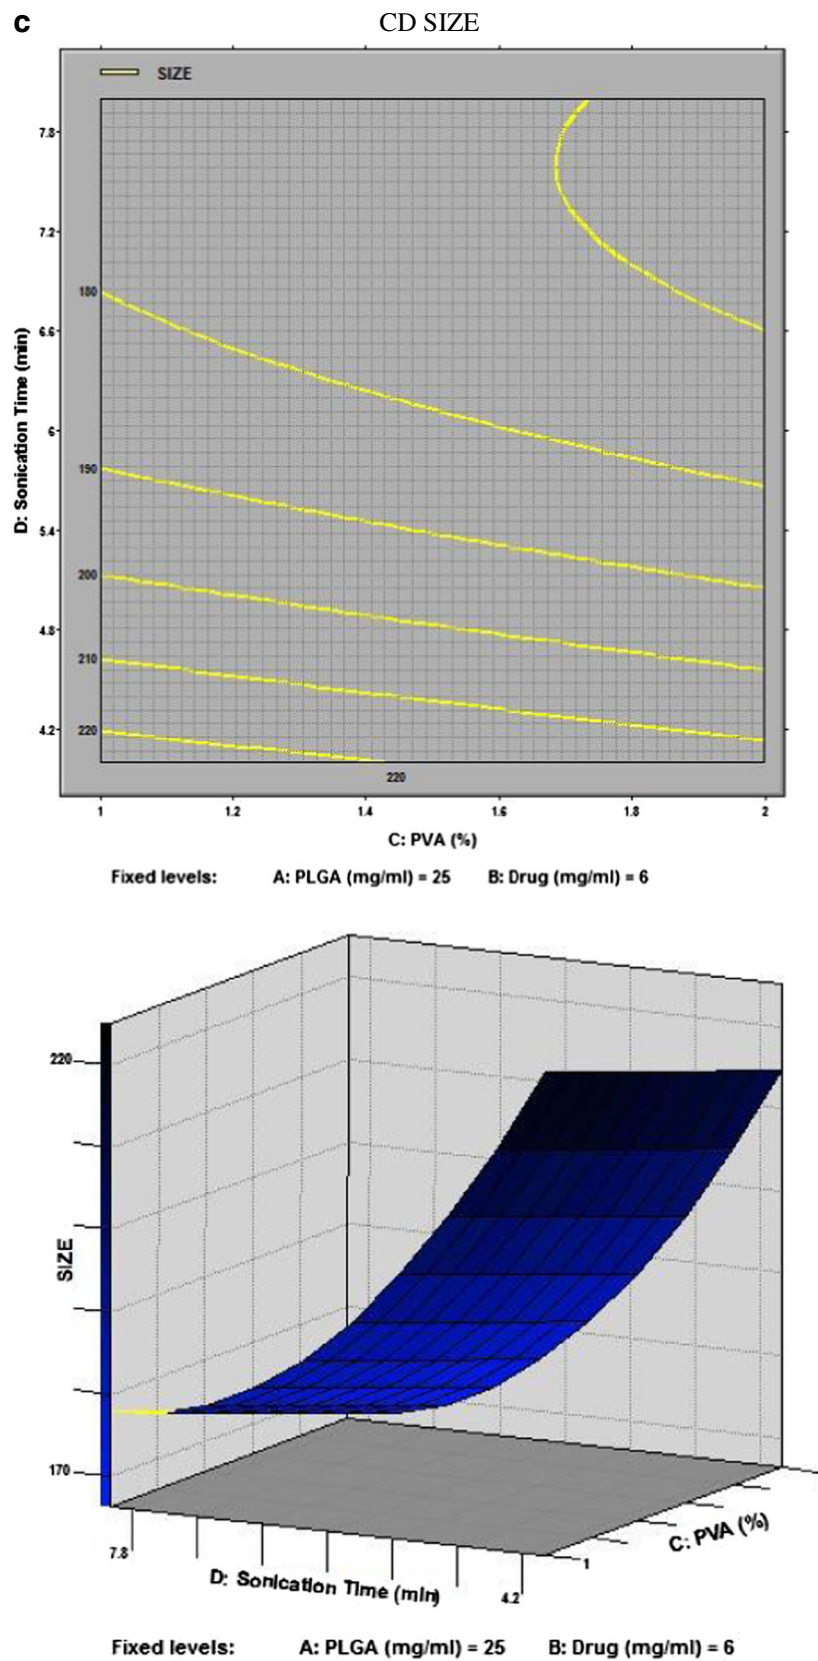 c
CD SIZE
SIZE
7.8
7.2
180
6.6
6
190
5.4
200
4.8
210
4.2
220
220
1 1.2 1.4 1.6 1.8 2
D: Sonication Time (min)
C: PVA (%)
Fixed levels: A: PLGA (mg/ml) = 25 B: Drug (mg/ml) = 6
220
SIZE
170
7.8
D: Sonication Time (min)
4.2
1
C: PVA (%)
Fixed levels: A: PLGA (mg/ml) = 25 B: Drug (mg/ml) = 6